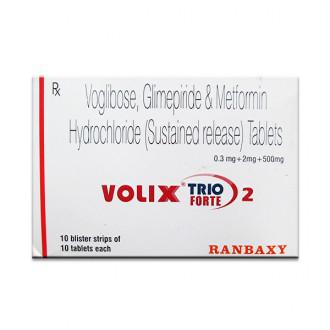 Rx
Voglibose, Glimepiride & Metformin
Hydrochloride (Sustained release) Tablets
0.3 mg+2mg+500mg
VOLIX® TRIO FORTE 2
10 blister strips of
10 tablets each
RANBAXY